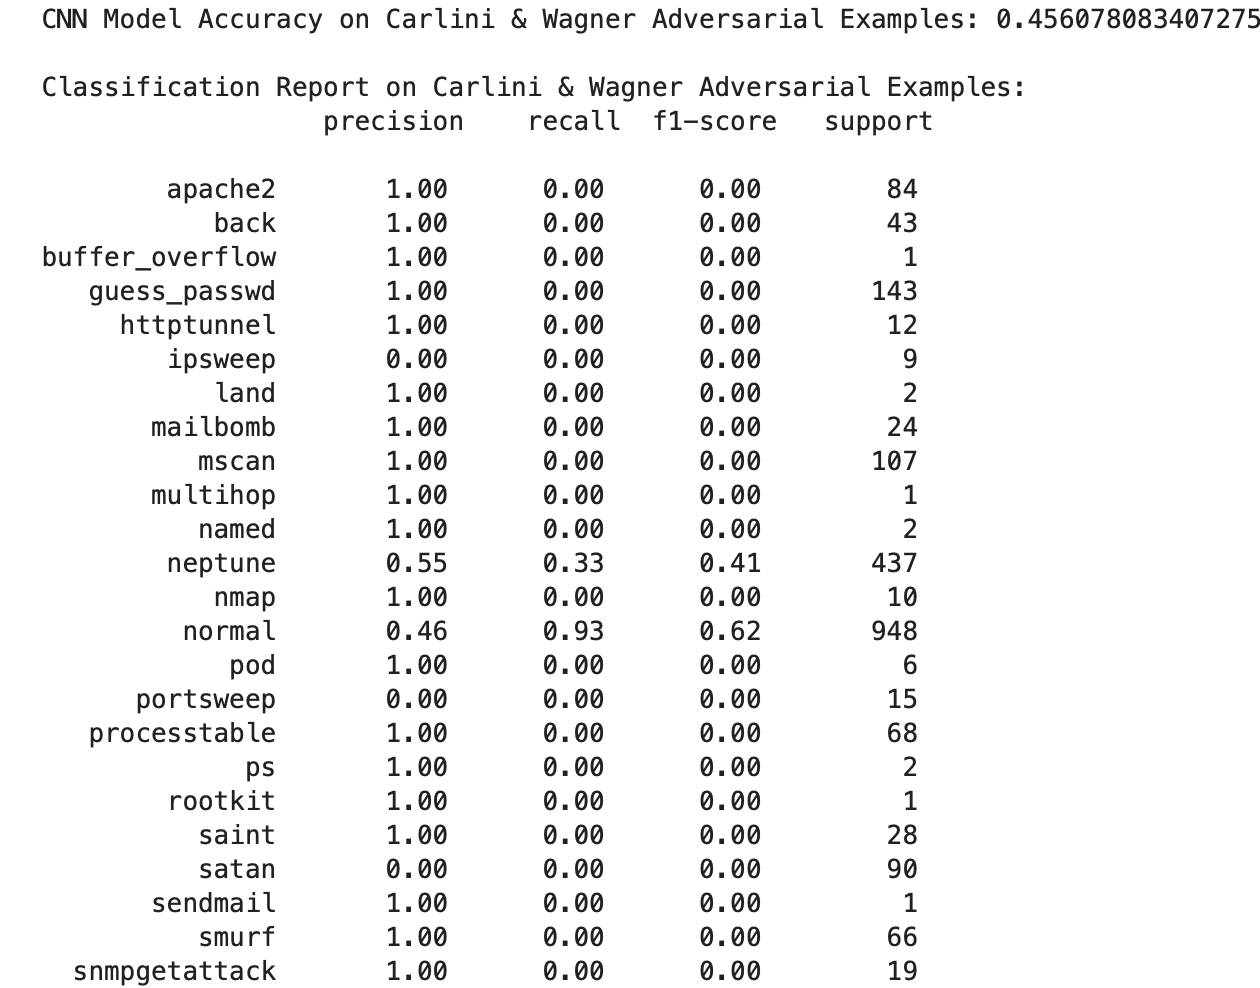 CNN Model Accuracy on Carlini & Wagner Adversarial Examples: 0.456078083407275
Classification Report on Carlini & Wagner Adversarial Examples:
precision recall f1-score support
apache2 1.00 0.00 0.00 84
back 1.00 0.00 0.00 43
buffer_overflow 1.00 0.00 0.00 1
guess_passwd 1.00 0.00 0.00 143
httptunnel 1.00 0.00 0.00 12
ipsweep 0.00 0.00 0.00 9
land 1.00 0.00 0.00 2
mailbomb 1.00 0.00 0.00 24
mscan 1.00 0.00 0.00 107
multihop 1.00 0.00 0.00 1
named 1.00 0.00 0.00 2
neptune 0.55 0.33 0.41 437
nmap 1.00 0.00 0.00 10
normal 0.46 0.93 0.62 948
pod 1.00 0.00 0.00 6
portsweep 0.00 0.00 0.00 15
processtable 1.00 0.00 0.00 68
ps 1.00 0.00 0.00 2
rootkit 1.00 0.00 0.00 1
saint 1.00 0.00 0.00 28
satan 0.00 0.00 0.00 90
sendmail 1.00 0.00 0.00 1
smurf 1.00 0.00 0.00 66
snmpgetattack 1.00 0.00 0.00 19